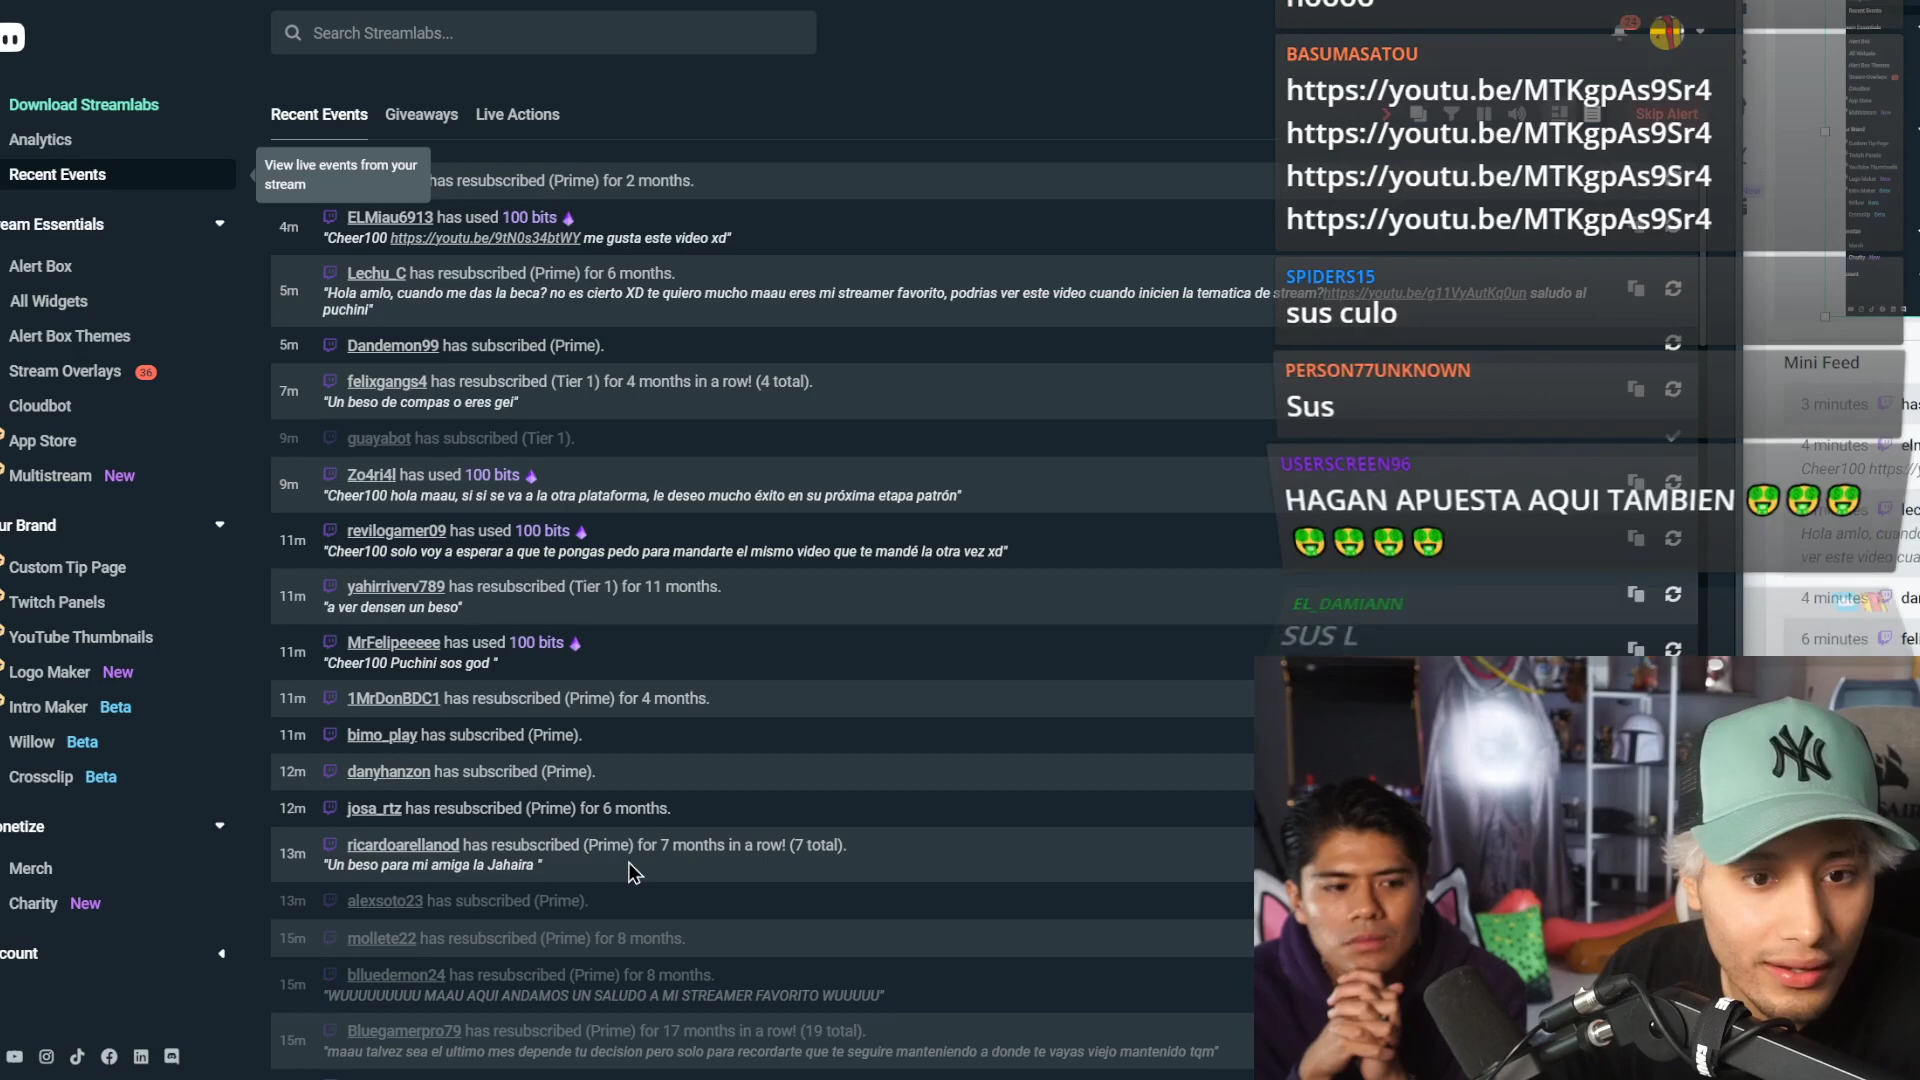 Search Streamlabs...
Download Streamlabs
Analytics
Recent Events
eam Essentials
Alert Box
All Widgets
Alert Box Themes
Stream Overlays 36
Cloudbot
App Store
Multistream New
ur Brand
Custom Tip Page
Twitch Panels
YouTube Thumbnails
Logo Maker New
Intro Maker Beta
Willow Beta
Crossclip Beta
onetize
Merch
Charity New
count
Recent Events Giveaways Live Actions
View live events from your
stream
has resubscribed (Prime) for 2 months.
4m ELMiau6913 has used 100 bits
"Cheer100 https://youtu.be/9tN0s34btWY me gusta este video xd"
5m Lechu_C has resubscribed (Prime) for 6 months.
"Hola amlo, cuando me das la beca? no es cierto XD te quiero mucho maau eres mi streamer favorito, podrias ver este video cuando inicien la tematica de stream?https://youtu.be/g11VyAutKq0un saludo al
puchini"
5m Dandemon99 has subscribed (Prime).
7m felixgangs4 has resubscribed (Tier 1) for 4 months in a row! (4 total).
"Un beso de compas o eres gei"
9m guayabot has subscribed (Tier 1).
9m Zo4ri4l has used 100 bits
"Cheer100 hola maau, si si se va a la otra plataforma, le deseo mucho éxito en su próxima etapa patrón"
11m revilogamer09 has used 100 bits
"Cheer100 solo voy a esperar a que te pongas pedo para mandarte el mismo video que te mandé la otra vez xd"
11m yahirriverv789 has resubscribed (Tier 1) for 11 months.
"a ver densen un beso"
11m MrFelipeeeee has used 100 bits
"Cheer100 Puchini sos god "
11m 1MrDonBDC1 has resubscribed (Prime) for 4 months.
11m bimo_play has subscribed (Prime).
12m danyhanzon has subscribed (Prime).
12m josa_rtz has resubscribed (Prime) for 6 months.
13m ricardoarellanod has resubscribed (Prime) for 7 months in a row! (7 total).
"Un beso para mi amiga la Jahaira "
13m alexsoto23 has subscribed (Prime).
15m mollete22 has resubscribed (Prime) for 8 months.
15m blluedemon24 has resubscribed (Prime) for 8 months.
"WUUUUUUUUU MAAU AQUI ANDAMOS UN SALUDO A MI STREAMER FAVORITO WUUUUU"
15m Bluegamerpro79 has resubscribed (Prime) for 17 months in a row! (19 total).
"maau talvez sea el ultimo mes depende tu decision pero solo para recordarte que te seguire manteniendo a donde te vayas viejo mantenido tqm"
24
Skip Alert
BASUMASATOU
https://youtu.be/MTKgpAs9Sr4
https://youtu.be/MTKgpAs9Sr4
https://youtu.be/MTKgpAs9Sr4
https://youtu.be/MTKgpAs9Sr4
SPIDERS15
sus culo
PERSON77UNKNOWN
Sus
USERSCREEN96
HAGAN APUESTA AQUI TAMBIEN 🤑🤑🤑
🤑🤑🤑🤑
EL_DAMIANN
SUS L
Mini Feed
3 minutes has
4 minutes eln
Cheer100 https://y
lec
Hola amlo, cuando
ver este video cua
4 minutes dan
6 minutes feli
NY